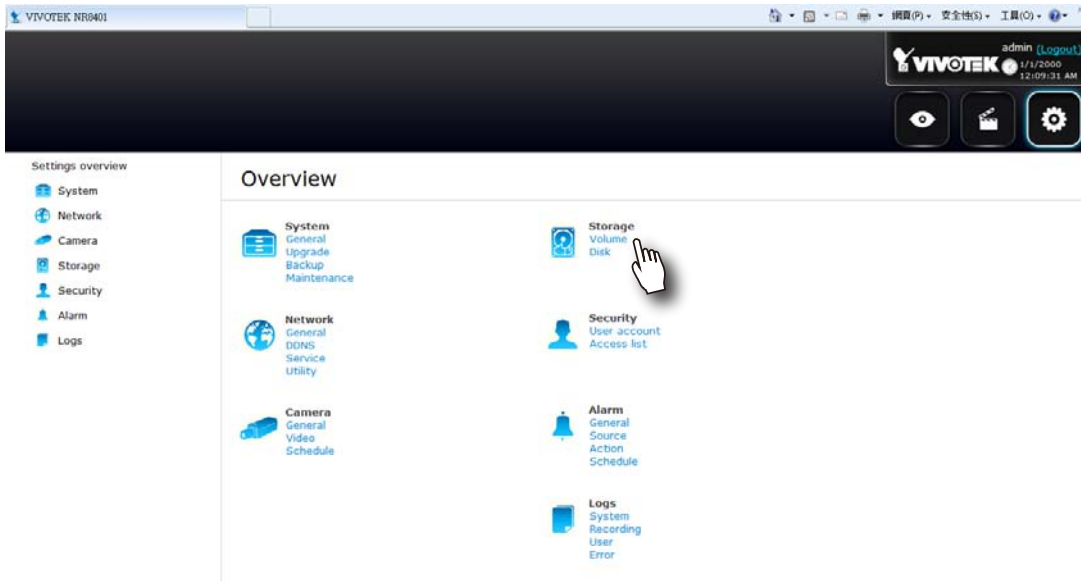 VIVOTEK NR8401
網頁(P) 安全性(S) 工具(O)
VIVOTEK
admin (Logout)
1/1/2000
12:09:31 AM
Settings overview
System
Network
Camera
Storage
Security
Alarm
Logs
Overview
System
General
Upgrade
Backup
Maintenance
Storage
Volume
Disk
Network
General
DDNS
Service
Utility
Security
User account
Access list
Camera
General
Video
Schedule
Alarm
General
Source
Action
Schedule
Logs
System
Recording
User
Error